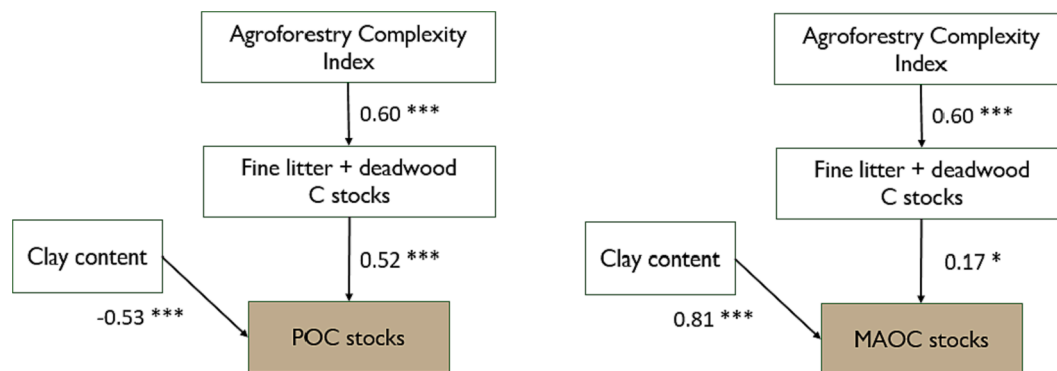 Agroforestry Complexity
Index
0.60 ***
Fine litter + deadwood
C stocks
Clay content
0.52 ***
-0.53 ***
POC stocks
Agroforestry Complexity
Index
0.60 ***
Fine litter + deadwood
C stocks
Clay content
0.17 *
0.81 ***
MAOC stocks